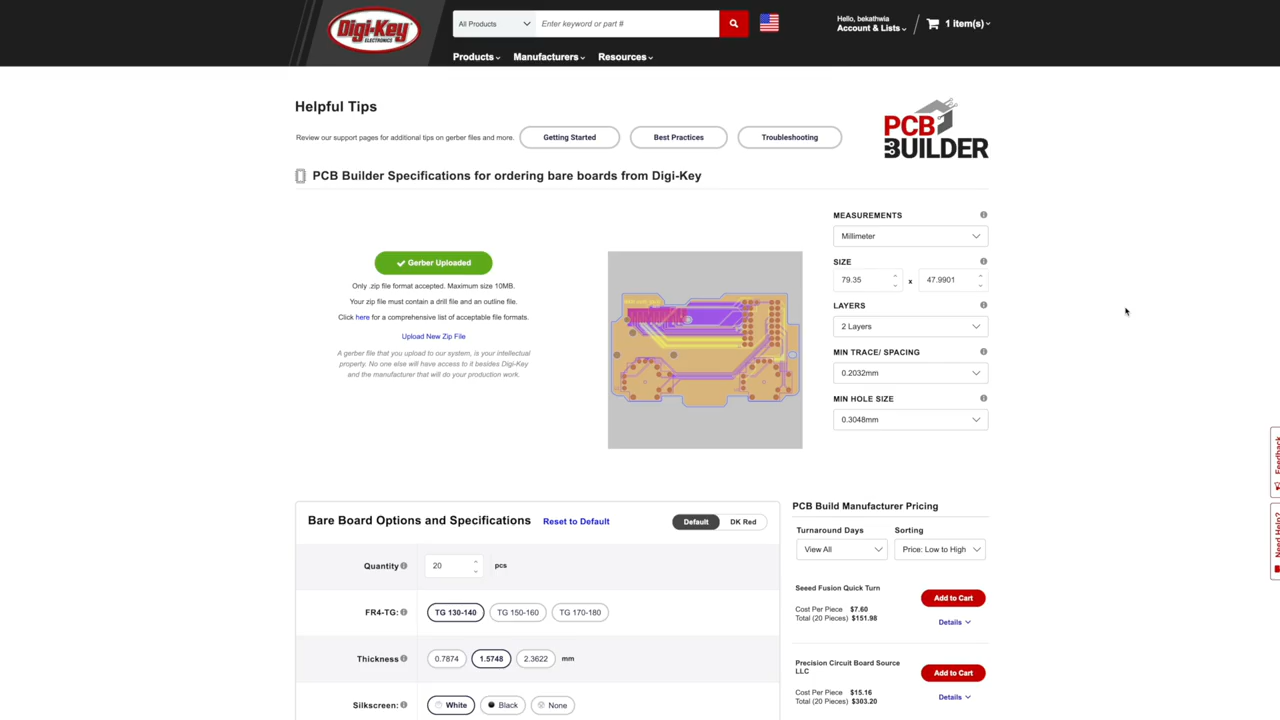 Digi-Key
ELECTRONICS
All Products
Enter keyword or part #
Hello, bekathwia
Account & Lists
1 item(s)
Products
Manufacturers
Resources
Helpful Tips
Review our support pages for additional tips on gerber files and more.
Getting Started
Best Practices
Troubleshooting
PCB
BUILDER
PCB Builder Specifications for ordering bare boards from Digi-Key
Gerber Uploaded
Only .zip file format accepted. Maximum size 10MB.
Your zip file must contain a drill file and an outline file.
Click here for a comprehensive list of acceptable file formats.
Upload New Zip File
A gerber file that you upload to our system, is your intellectual
property. No one else will have access to it besides Digi-Key
and the manufacturer that will do your production work.
MEASUREMENTS
Millimeter
SIZE
79.35 x 47.9901
LAYERS
2 Layers
MIN TRACE/ SPACING
0.2032mm
MIN HOLE SIZE
0.3048mm
Feedback
Need Help?
Bare Board Options and Specifications
Reset to Default
Default
DK Red
Quantity
20
pcs
FR4-TG:
TG 130-140
TG 150-160
TG 170-180
Thickness
0.7874
1.5748
2.3622
mm
Silkscreen:
White
Black
None
PCB Build Manufacturer Pricing
Turnaround Days
Sorting
View All
Price: Low to High
Seeed Fusion Quick Turn
Add to Cart
Cost Per Piece $7.60
Total (20 Pieces) $151.98
Details
Precision Circuit Board Source
LLC
Add to Cart
Cost Per Piece $15.16
Total (20 Pieces) $303.20
Details